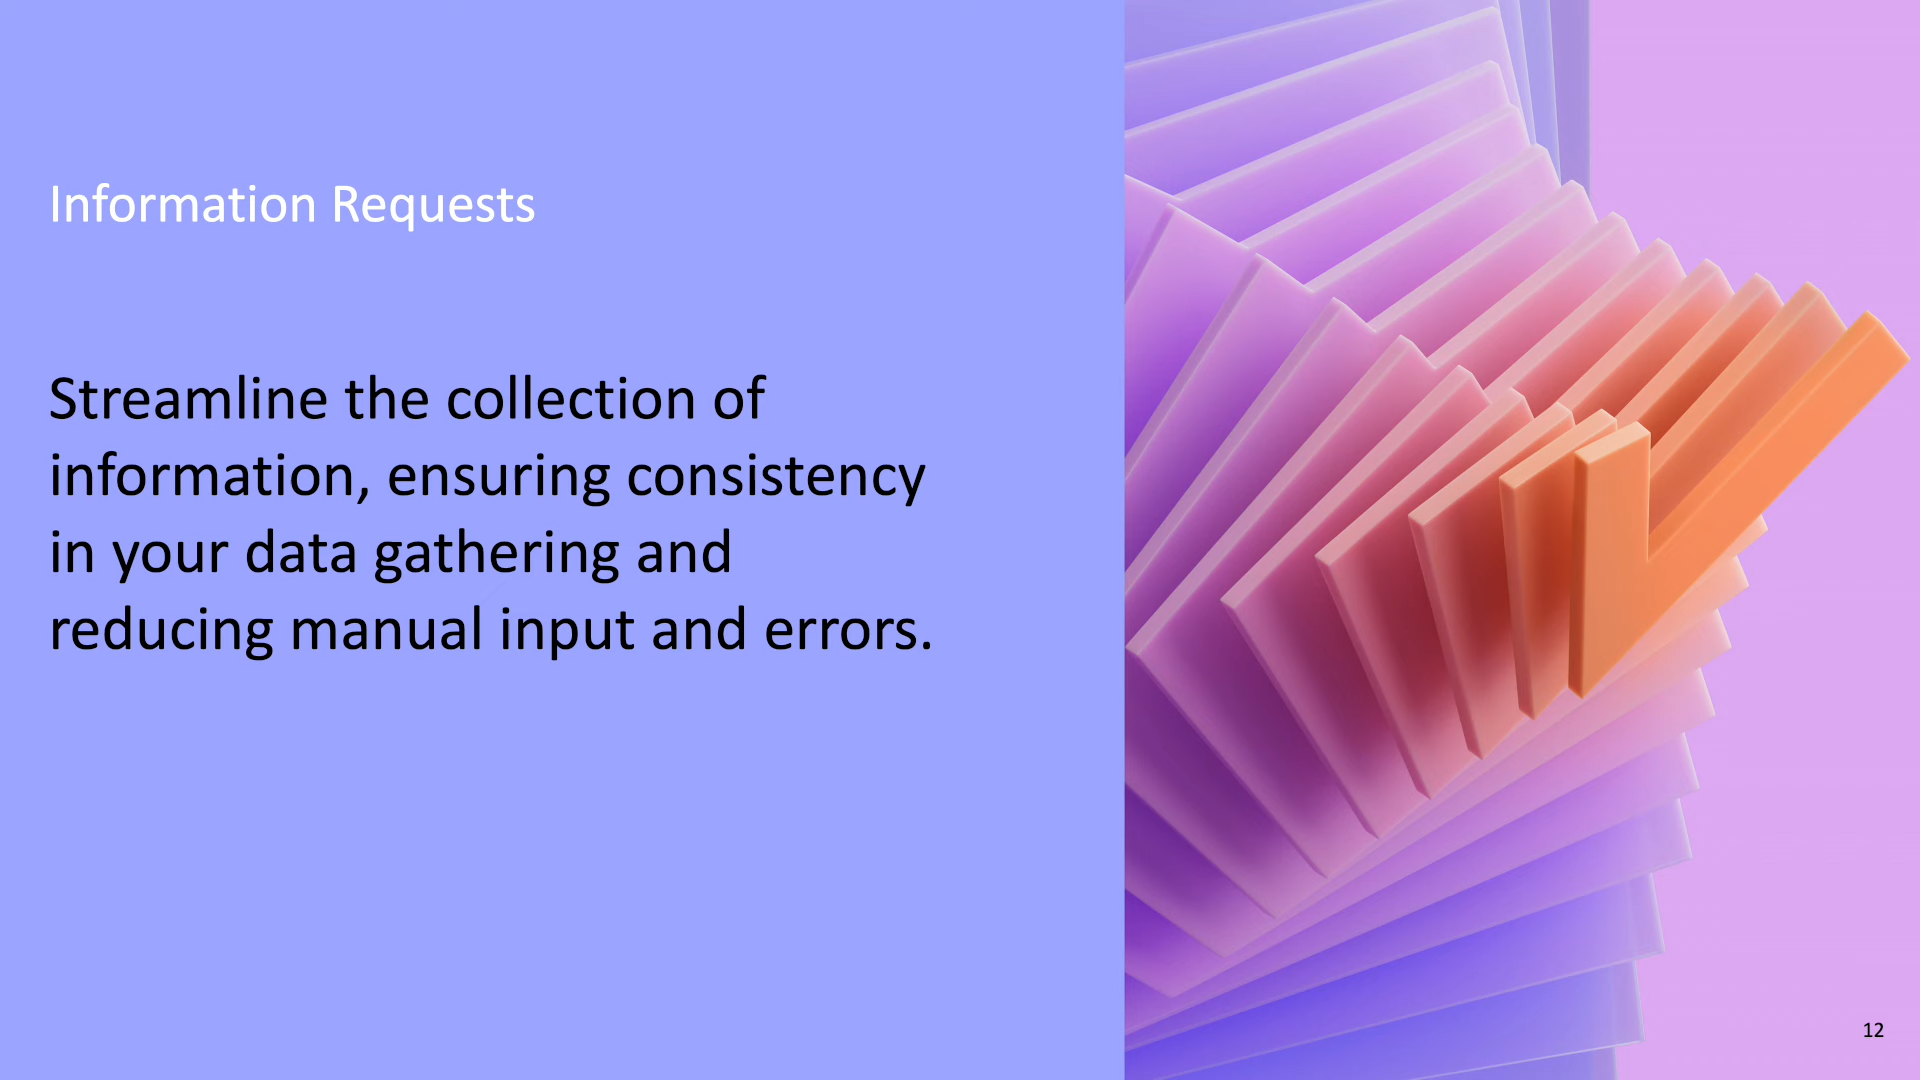 Information Requests
Streamline the collection of
information, ensuring consistency
in your data gathering and
reducing manual input and errors.
12